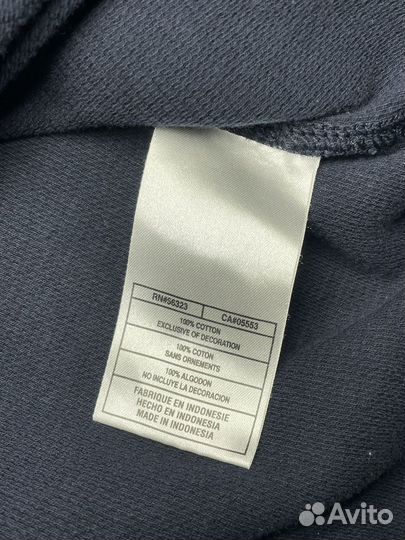 RN#56323 CA#05553
100% COTTON
EXCLUSIVE OF DECORATION
100% COTON
SANS ORNEMENTS
100% ALGODON
NO INCLUYE LA DECORACION
FABRIQUE EN INDONESIE
HECHO EN INDONESIA
MADE IN INDONESIA
Avito